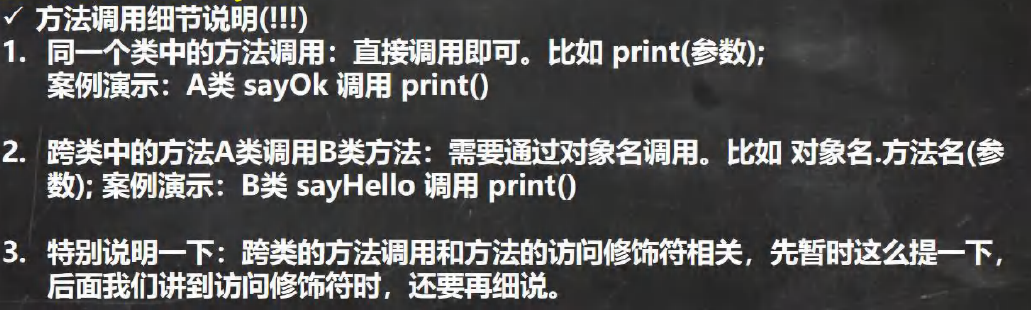 ✓ 方法调用细节说明(!!!)
1. 同一个类中的方法调用：直接调用即可。比如 print(参数);
案例演示：A类 sayOk 调用 print()
2. 跨类中的方法A类调用B类方法：需要通过对象名调用。比如 对象名.方法名(参
数); 案例演示：B类 sayHello 调用 print()
3. 特别说明一下：跨类的方法调用和方法的访问修饰符相关，先暂时这么提一下，
后面我们讲到访问修饰符时，还要再细说。